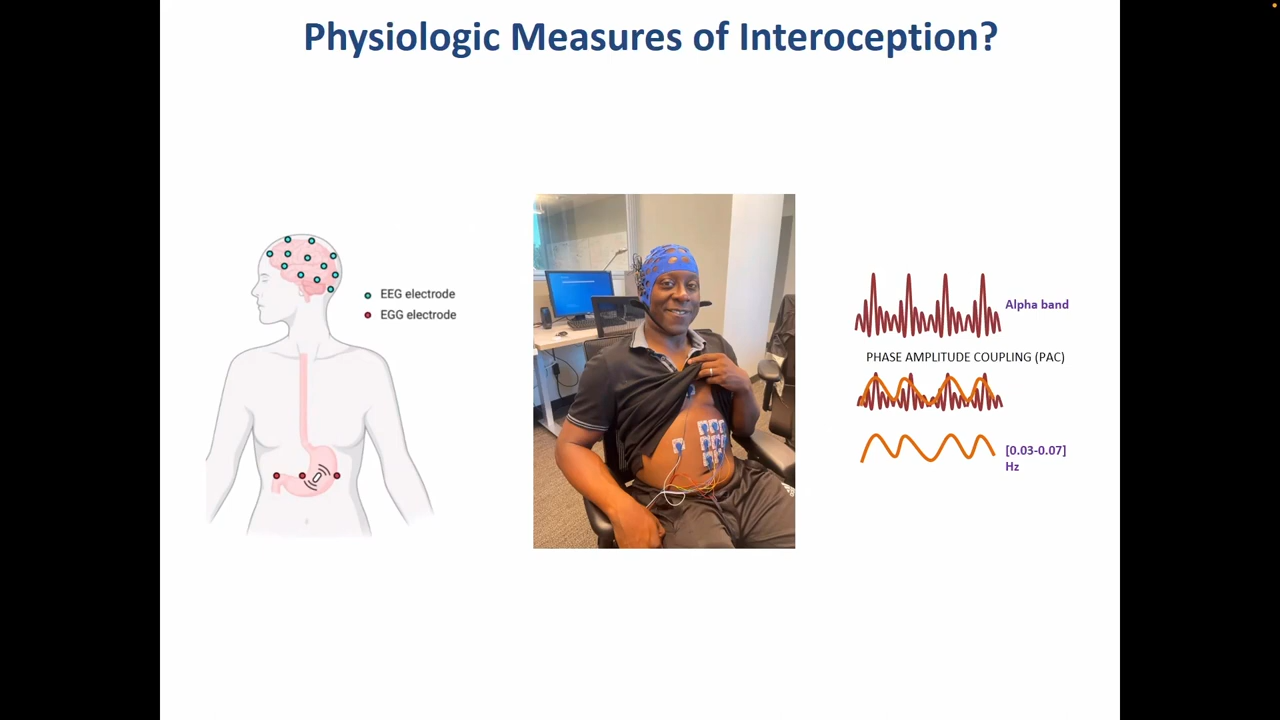 Physiologic Measures of Interoception?
EEG electrode
EGG electrode
Alpha band
PHASE AMPLITUDE COUPLING (PAC)
[0.03-0.07]
Hz